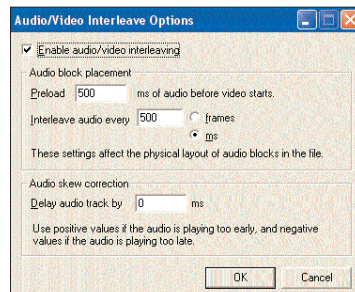 Audio/Video Interleave Options
Enable audio/video interleaving
Audio block placement
Preload 500 ms of audio before video starts.
Interleave audio every 500 frames
ms
These settings affect the physical layout of audio blocks in the file.
Audio skew correction
Delay audio track by 0 ms
Use positive values if the audio is playing too early, and negative
values if the audio is playing too late.
OK Cancel